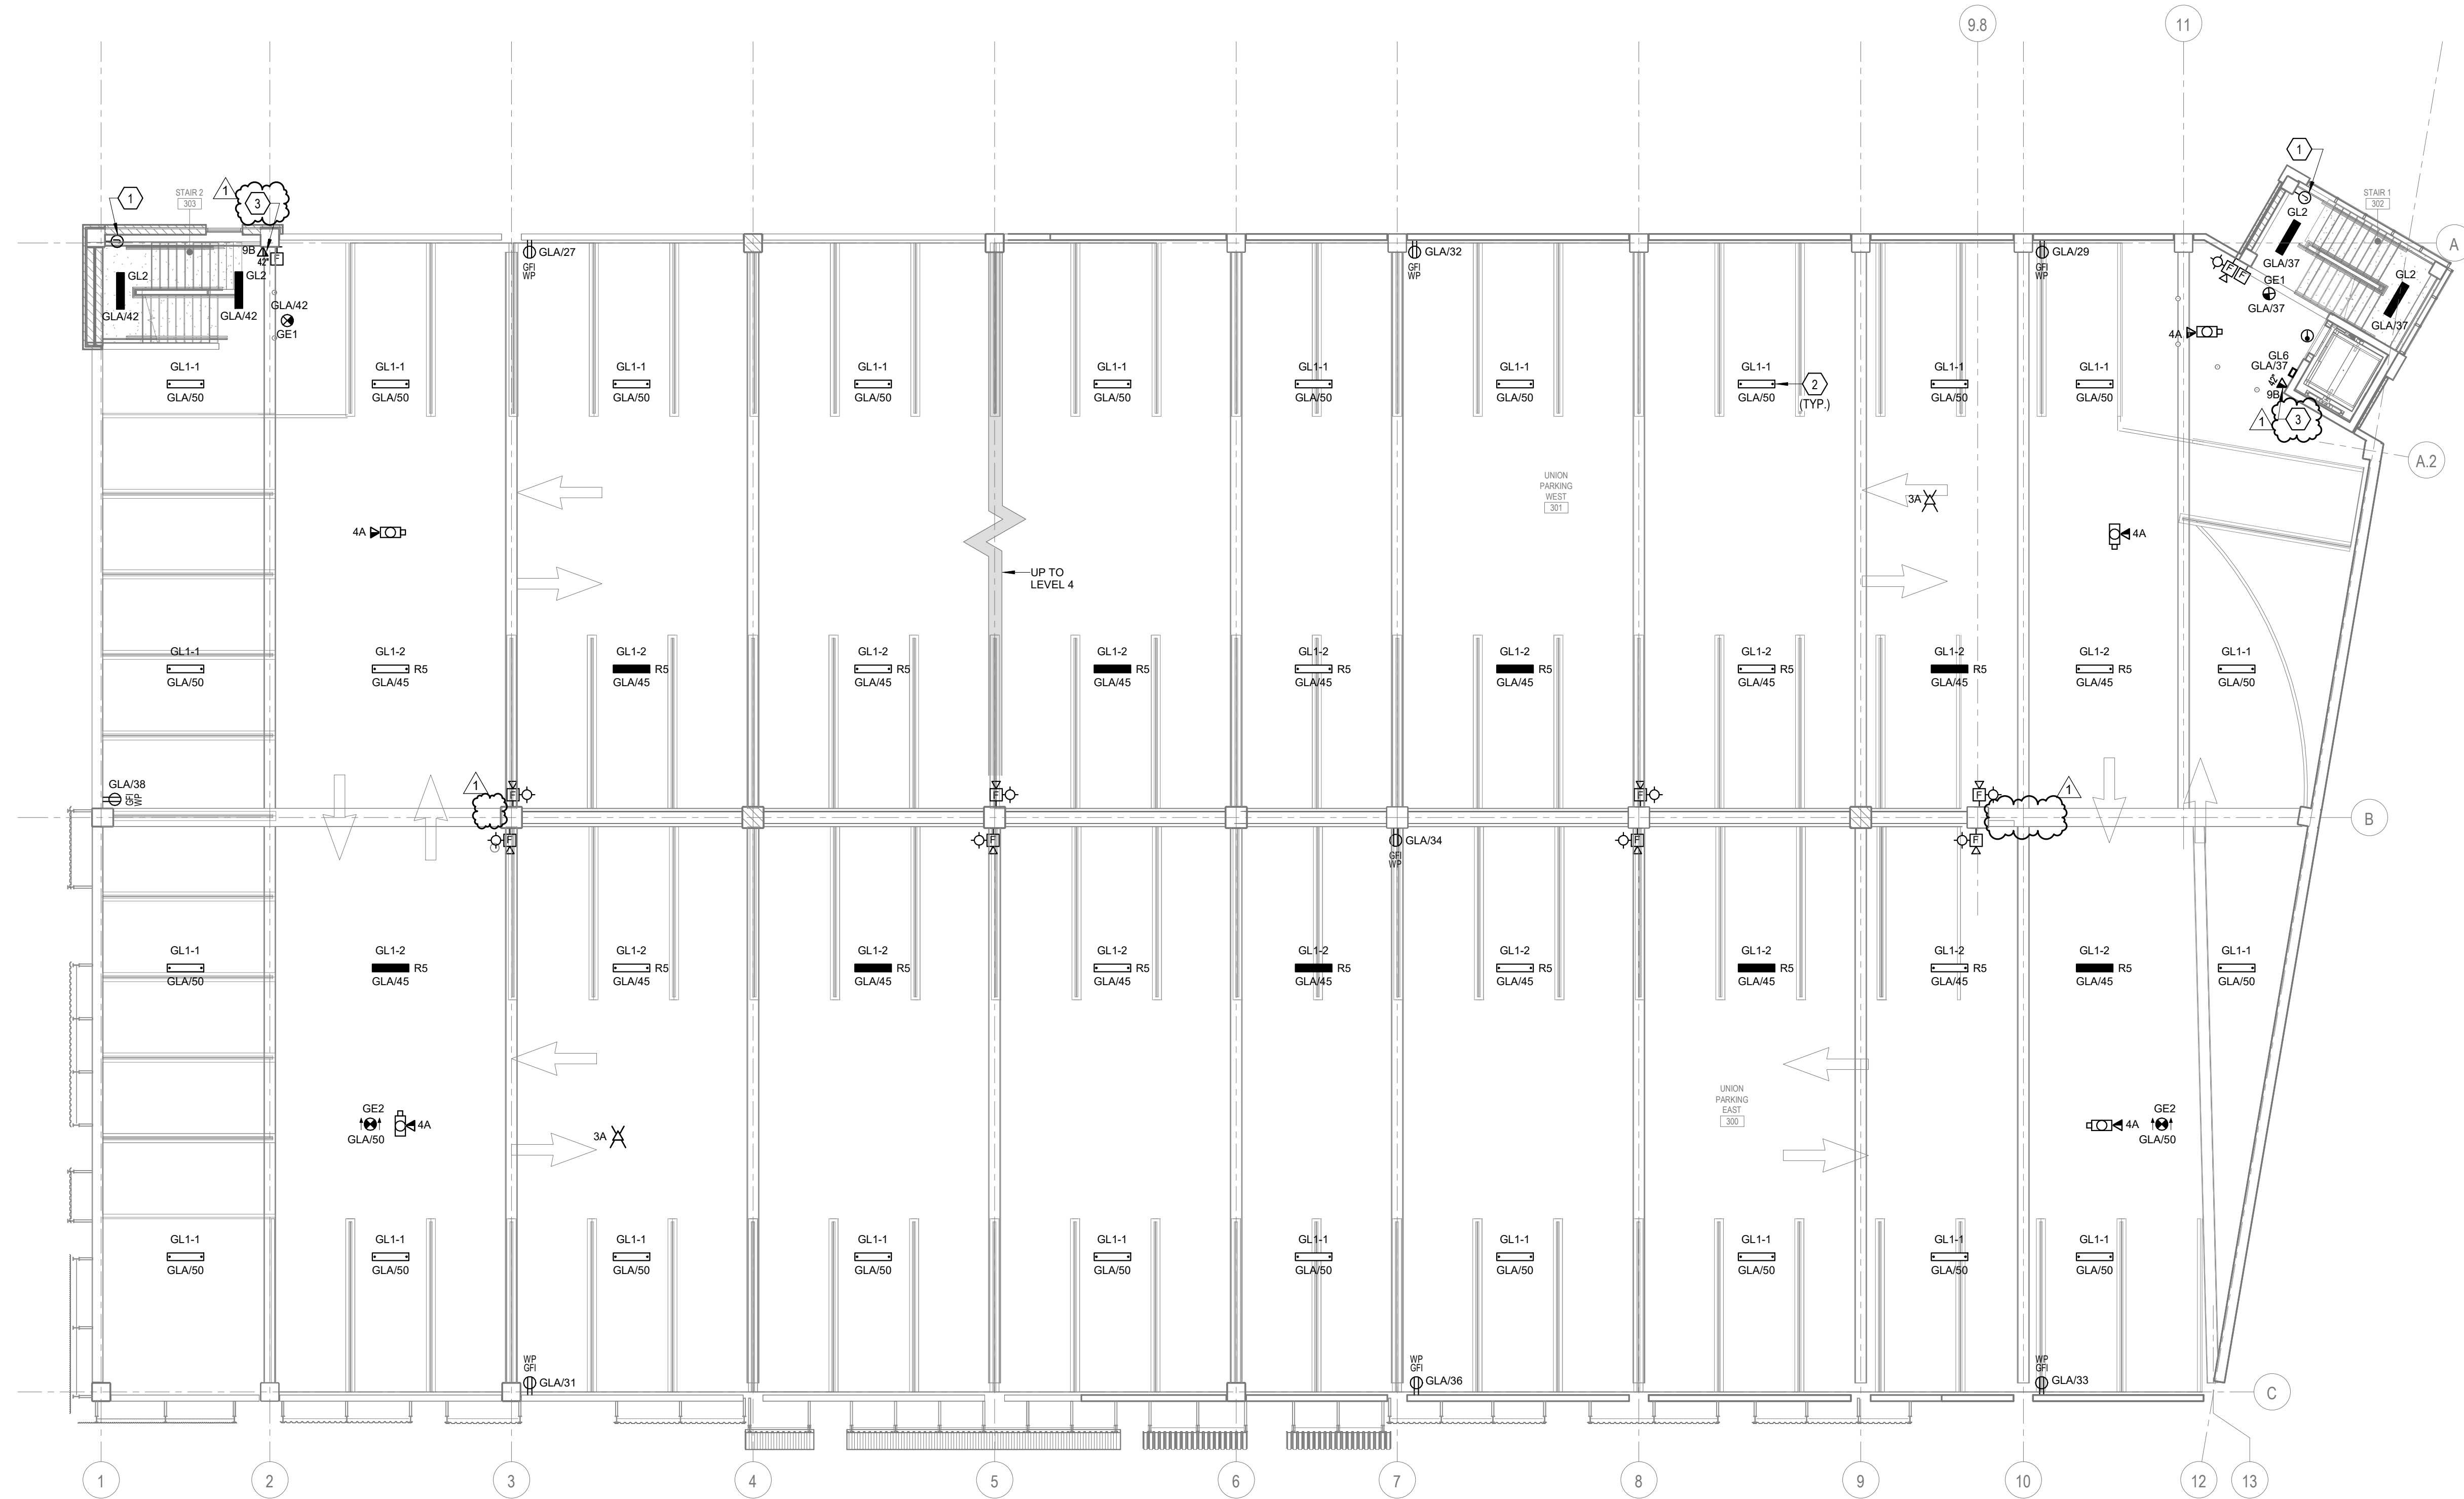 9.8
11
1
STAIR 2
303
1
3
1
STAIR 1
302
GL2
A
9B
42"
F
GLA/27
GFI
WP
GLA/32
GFI
WP
GLA/29
GFI
WP
GLA/37
F
F
GL2
GL2
GLA/42
GL2
GLA/42
GLA/42
GE1
GE1
GLA/37
GLA/37
4A
GL6
GLA/37
42"
9B
1
3
GL1-1
GL1-1
GL1-1
GL1-1
GL1-1
GL1-1
GL1-1
GL1-1
GL1-1
GL1-1
2
GLA/50
GLA/50
GLA/50
GLA/50
GLA/50
GLA/50
GLA/50
GLA/50
GLA/50
GLA/50
(TYP.)
A.2
UNION
PARKING
WEST
301
3A
4A
4A
UP TO
LEVEL 4
GL1-1
GL1-2
GL1-2
GL1-2
GL1-2
GL1-2
GL1-2
GL1-2
GL1-2
GL1-2
GL1-1
R5
R5
R5
R5
R5
R5
R5
R5
R5
GLA/50
GLA/45
GLA/45
GLA/45
GLA/45
GLA/45
GLA/45
GLA/45
GLA/45
GLA/45
GLA/50
GLA/38
GFI
WP
1
F
F
F
F
1
B
F
F
GLA/34
GFI
WP
F
F
GL1-1
GL1-2
GL1-2
GL1-2
GL1-2
GL1-2
GL1-2
GL1-2
GL1-2
GL1-2
GL1-1
R5
R5
R5
R5
R5
R5
R5
R5
R5
GLA/50
GLA/45
GLA/45
GLA/45
GLA/45
GLA/45
GLA/45
GLA/45
GLA/45
GLA/45
GLA/50
UNION
PARKING
EAST
300
GE2
GLA/50
4A
3A
4A
GE2
GLA/50
GL1-1
GL1-1
GL1-1
GL1-1
GL1-1
GL1-1
GL1-1
GL1-1
GL1-1
GL1-1
GLA/50
GLA/50
GLA/50
GLA/50
GLA/50
GLA/50
GLA/50
GLA/50
GLA/50
GLA/50
WP
GFI
GLA/31
WP
GFI
GLA/36
WP
GFI
GLA/33
C
1
2
3
4
5
6
7
8
9
10
12
13